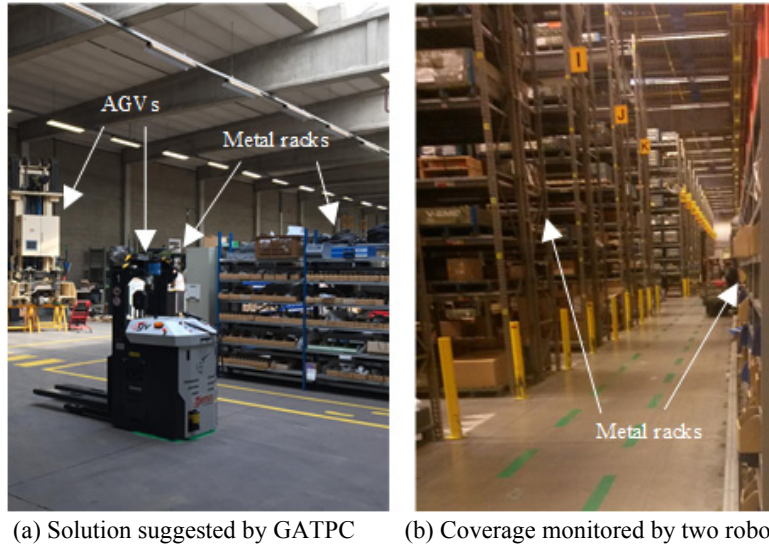 AGVs
Metal racks
I
J
K
Metal racks
(a) Solution suggested by GATPC
(b) Coverage monitored by two robo